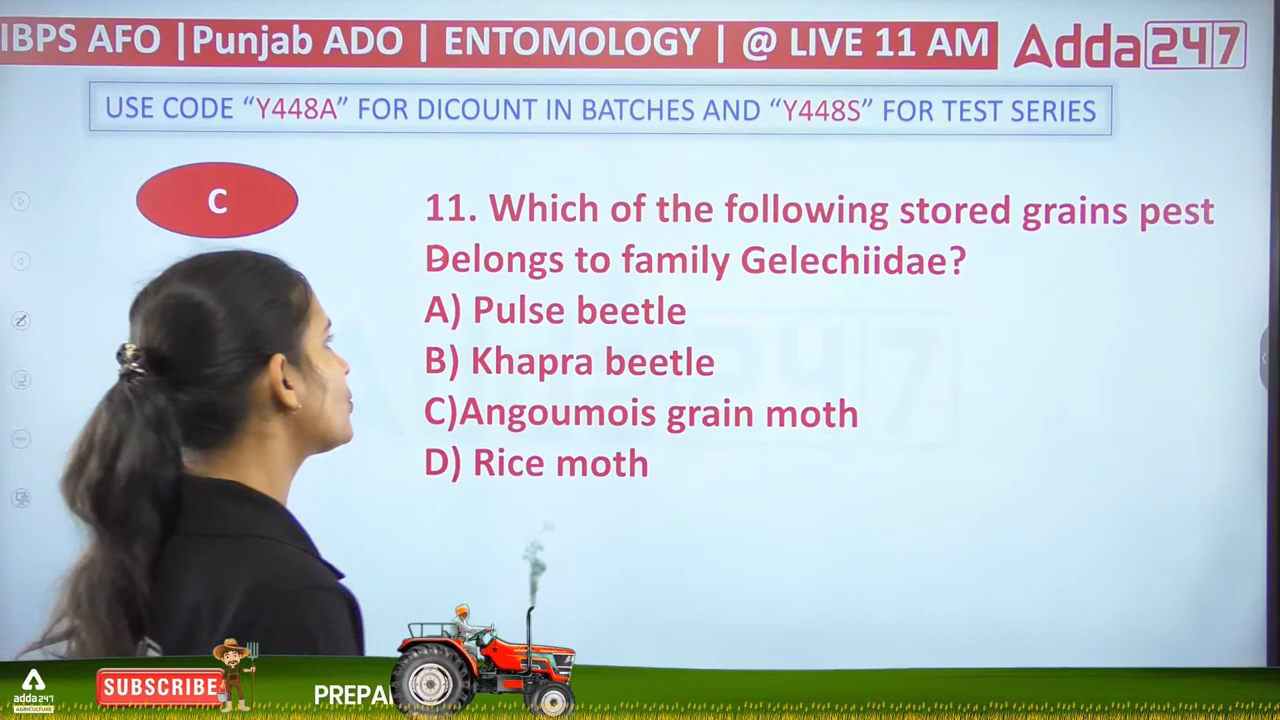 IBPS AFO |Punjab ADO | ENTOMOLOGY | @ LIVE 11 AM
Adda247
USE CODE “Y448A” FOR DICOUNT IN BATCHES AND “Y448S” FOR TEST SERIES
C
11. Which of the following stored grains pest
Belongs to family Gelechiidae?
A) Pulse beetle
B) Khapra beetle
C)Angoumois grain moth
D) Rice moth
adda247
AGRICULTURE
SUBSCRIBE
PREPA